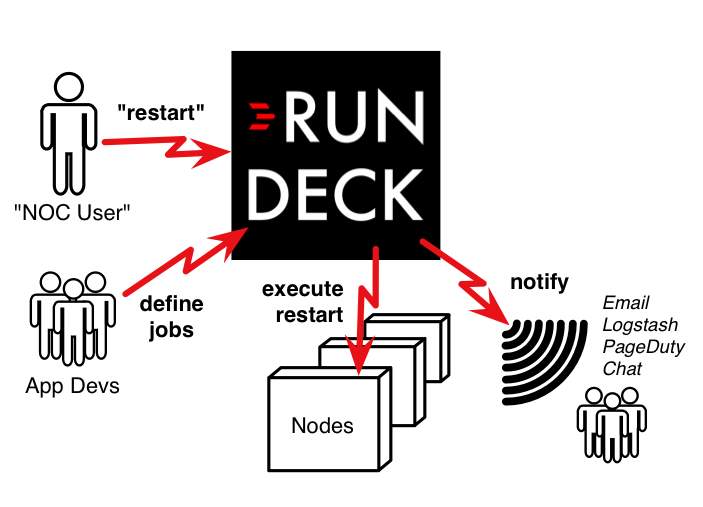 "restart"
RUN
DECK
"NOC User"
define
jobs
App Devs
execute
restart
Nodes
notify
Email
Logstash
PageDuty
Chat